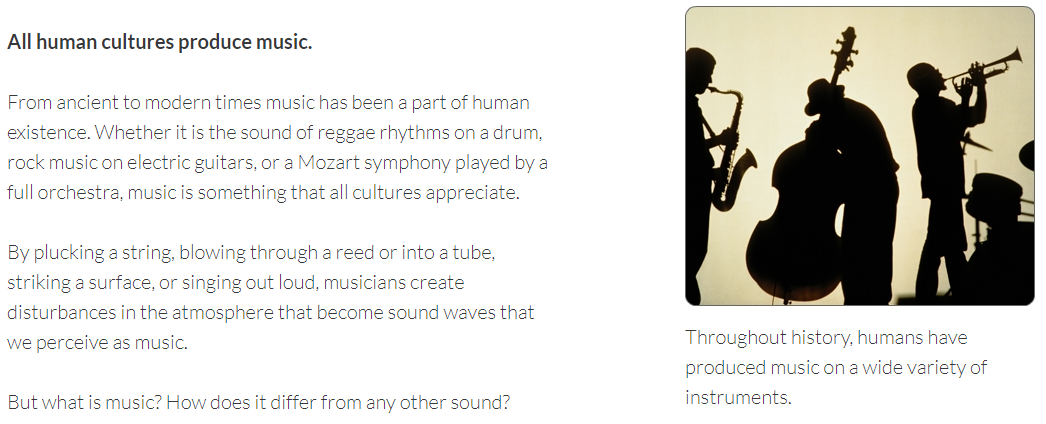 All human cultures produce music.
From ancient to modern times music has been a part of human
existence. Whether it is the sound of reggae rhythms on a drum,
rock music on electric guitars, or a Mozart symphony played by a
full orchestra, music is something that all cultures appreciate.
By plucking a string, blowing through a reed or into a tube,
striking a surface, or singing out loud, musicians create
disturbances in the atmosphere that become sound waves that
we perceive as music.
But what is music? How does it differ from any other sound?
Throughout history, humans have
produced music on a wide variety of
instruments.